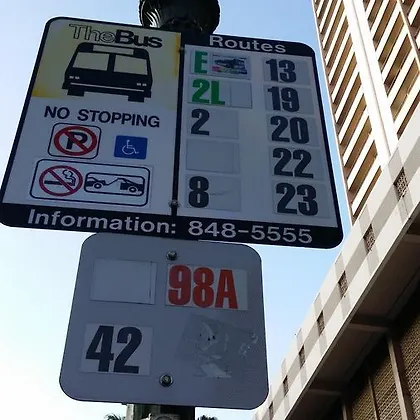 TheBus
NO STOPPING
P
Routes
E 13
2L 19
2 20
22
8 23
Information: 848-5555
98A
42